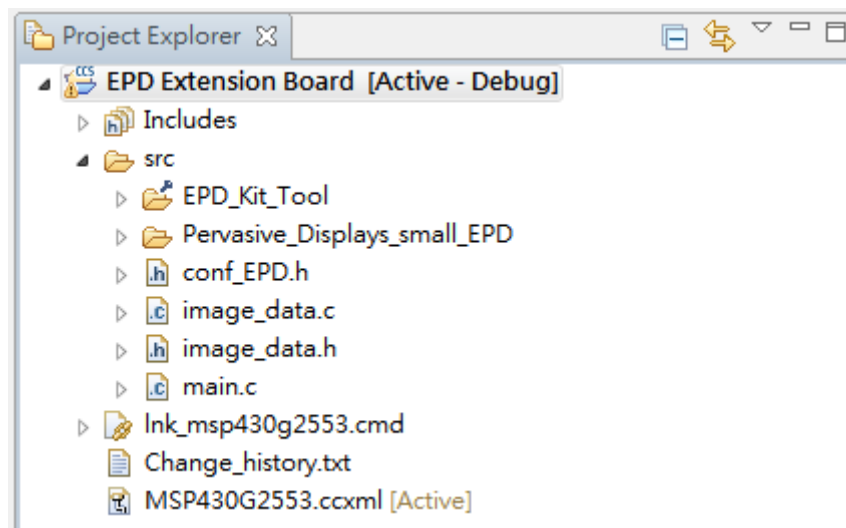 Project Explorer
EPD Extension Board [Active - Debug]
Includes
src
EPD_Kit_Tool
Pervasive_Displays_small_EPD
conf_EPD.h
image_data.c
image_data.h
main.c
lnk_msp430g2553.cmd
Change_history.txt
MSP430G2553.ccxml [Active]